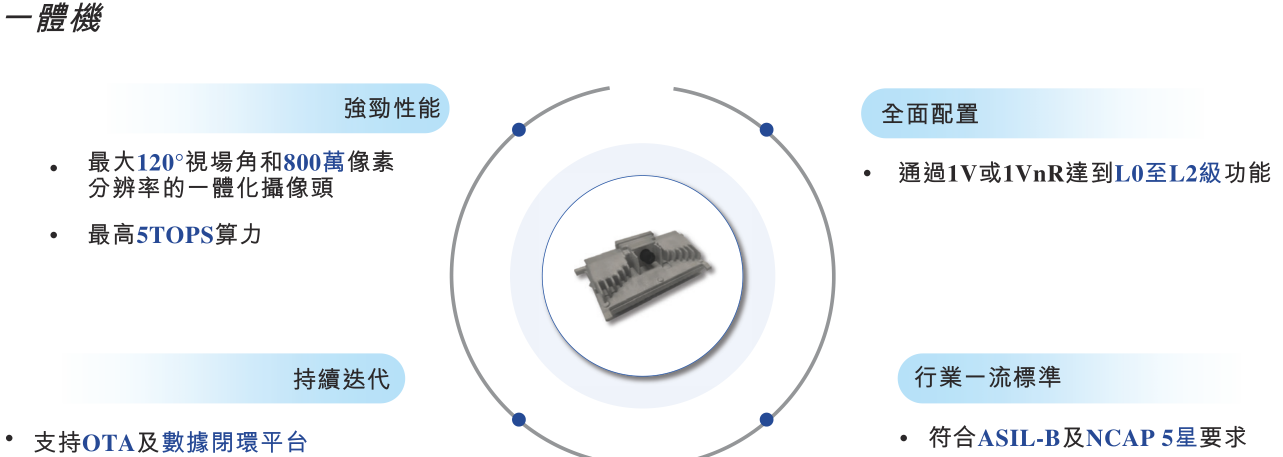 一體機
強勁性能
• 最大120°視場角和800萬像素
分辨率的一體化攝像頭
• 最高5TOPS算力
全面配置
• 通過1V或1VnR達到L0至L2級功能
持續迭代
• 支持OTA及數據閉環平台
行業一流標準
• 符合ASIL-B及NCAP 5星要求